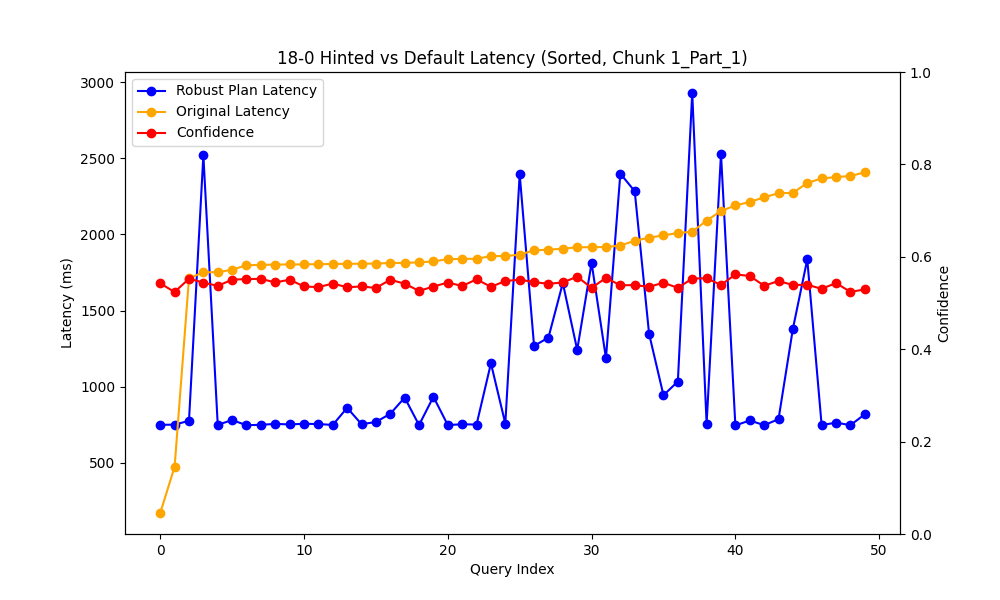 18-0 Hinted vs Default Latency (Sorted, Chunk 1_Part_1)
Robust Plan Latency
Original Latency
Confidence
Latency (ms)
3000
2500
2000
1500
1000
500
1.0
0.8
0.6
0.4
0.2
0.0
Confidence
0 10 20 30 40 50
Query Index